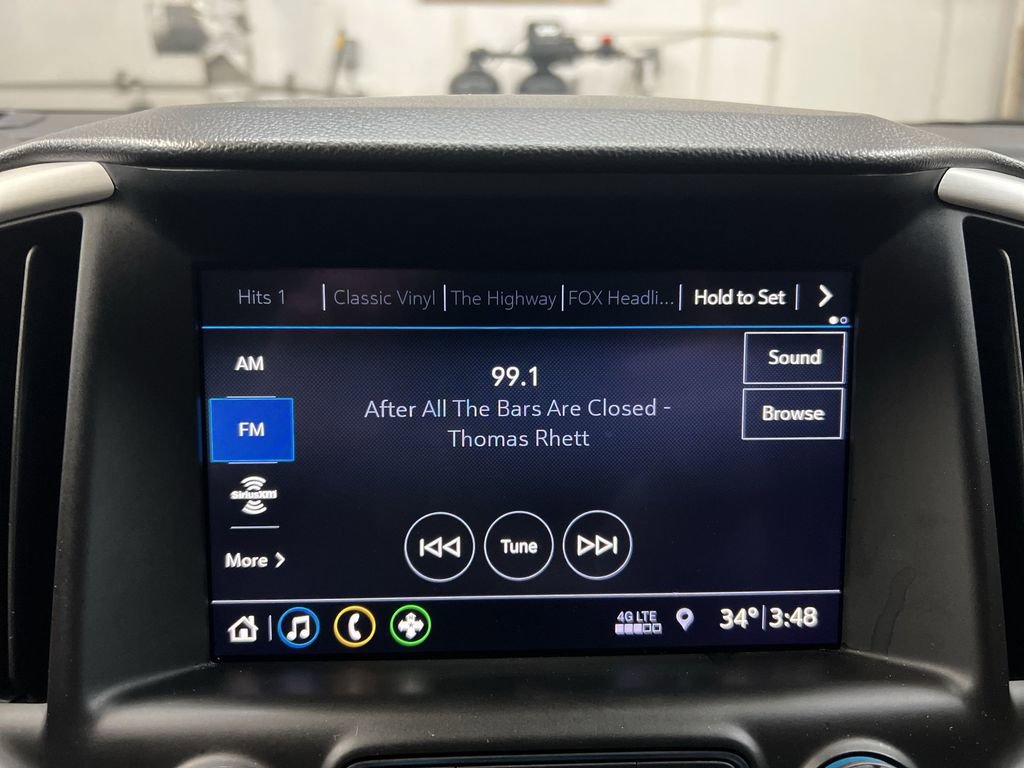 Hits 1 Classic Vinyl The Highway FOX Headli... Hold to Set
AM
99.1
Sound
After All The Bars Are Closed -
Thomas Rhett
Browse
FM
SiriusXM
More
Tune
4G LTE
34° 3:48